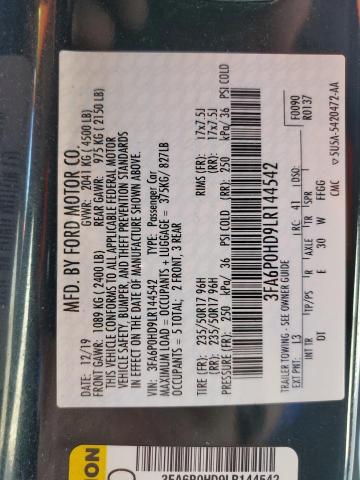 MFD. BY FORD MOTOR CO.
DATE: 12/19 GVWR: 2041 KG (4500 LB)
FRONT GAWR: 1089 KG (2400 LB) REAR GAWR: 975 KG (2150 LB)
THIS VEHICLE CONFORMS TO ALL APPLICABLE FEDERAL MOTOR
VEHICLE SAFETY, BUMPER, AND THEFT PREVENTION STANDARDS
IN EFFECT ON THE DATE OF MANUFACTURE SHOWN ABOVE.
VIN: 3FA6P0HD9LR144542 TYPE: Passenger Car
MAXIMUM LOAD = OCCUPANTS + LUGGAGE = 375KG / 827LB
OCCUPANTS = 5 TOTAL: 2 FRONT, 3 REAR
TIRE (FR): 235/50R17 96H RIMS (FR): 17x7.5J
(RR): 235/50R17 96H (RR): 17x7.5J
PRESSURE (FR): 250 kPa/ 36 PSI COLD (RR): 250 kPa/ 36 PSI COLD
3FA6P0HD9LR144542
F0090
R0137
TRAILER TOWING - SEE OWNER GUIDE
EXT PNT: L3 RC: 41 DSO:
INT TR TP/PS R AXLE TR SPR
DT E 30 W FFGG
CMC
5U5A-5420472-AA
ION
3FA6P0HD9LR144542